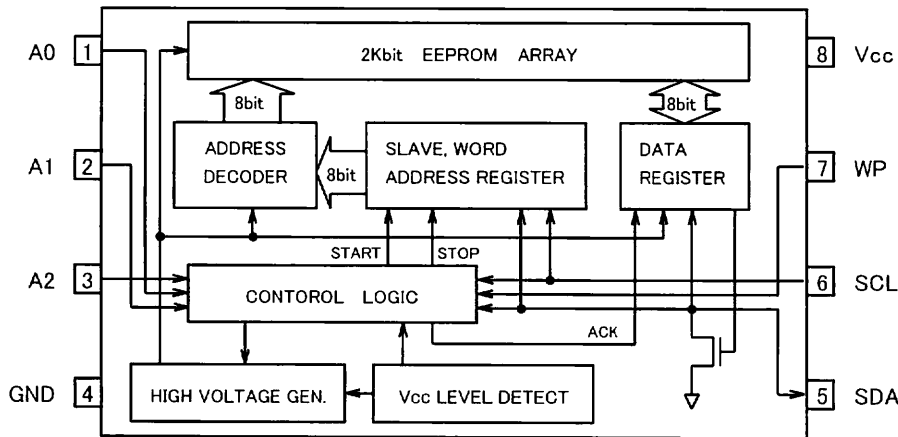 A0 1
2Kbit EEPROM ARRAY
8 Vcc
8bit
8bit
A1 2
ADDRESS
DECODER
8bit
SLAVE, WORD
ADDRESS REGISTER
DATA
REGISTER
7 WP
START
STOP
A2 3
CONTOROL LOGIC
6 SCL
ACK
GND 4
HIGH VOLTAGE GEN.
Vcc LEVEL DETECT
5 SDA